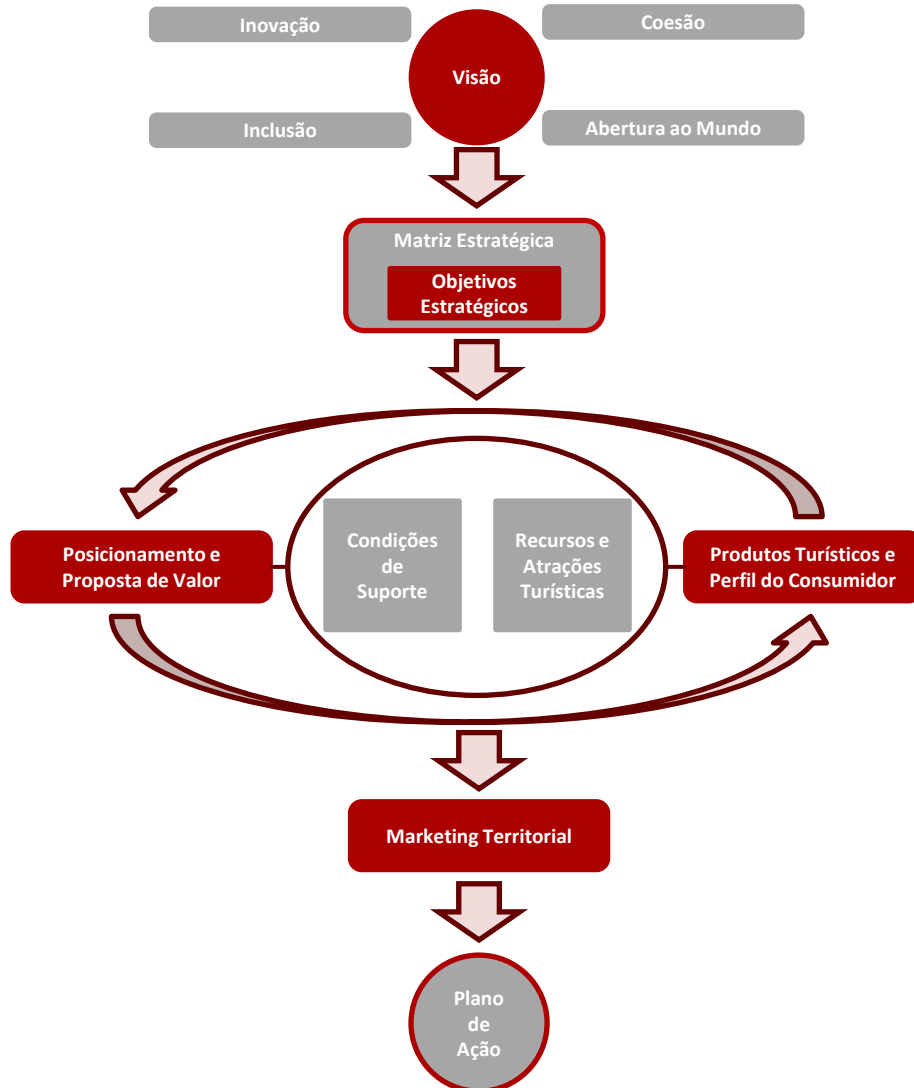 Inovação
Coesão
Visão
Inclusão
Abertura ao Mundo
Matriz Estratégica
Objetivos
Estratégicos
Posicionamento e
Proposta de Valor
Condições
de
Suporte
Recursos e
Atrações
Turísticas
Produtos Turísticos e
Perfil do Consumidor
Marketing Territorial
Plano
de
Ação